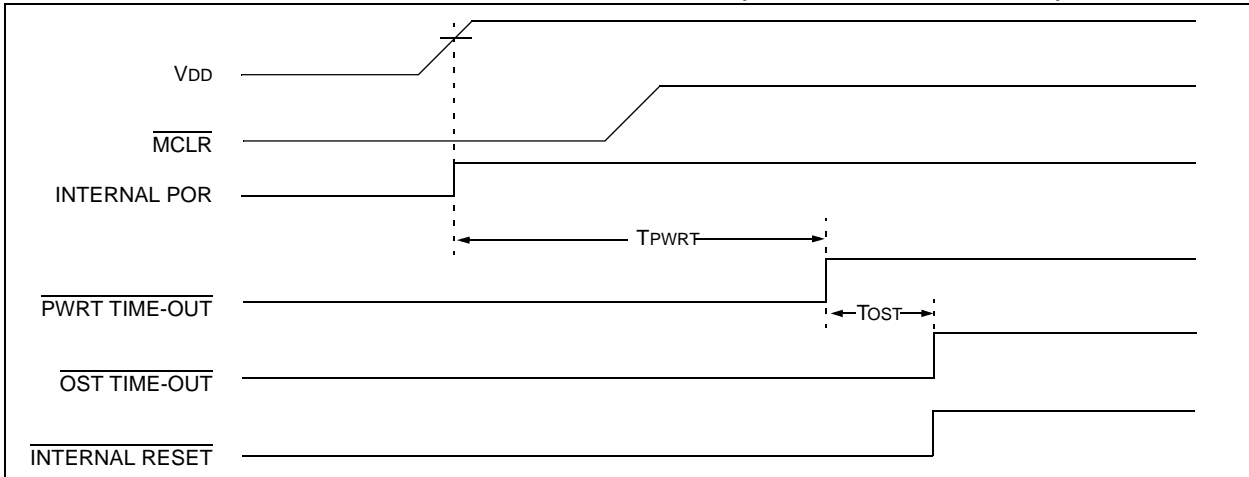 VDD
MCLR
INTERNAL POR
TPWRT
PWRT TIME-OUT
TOST
OST TIME-OUT
INTERNAL RESET